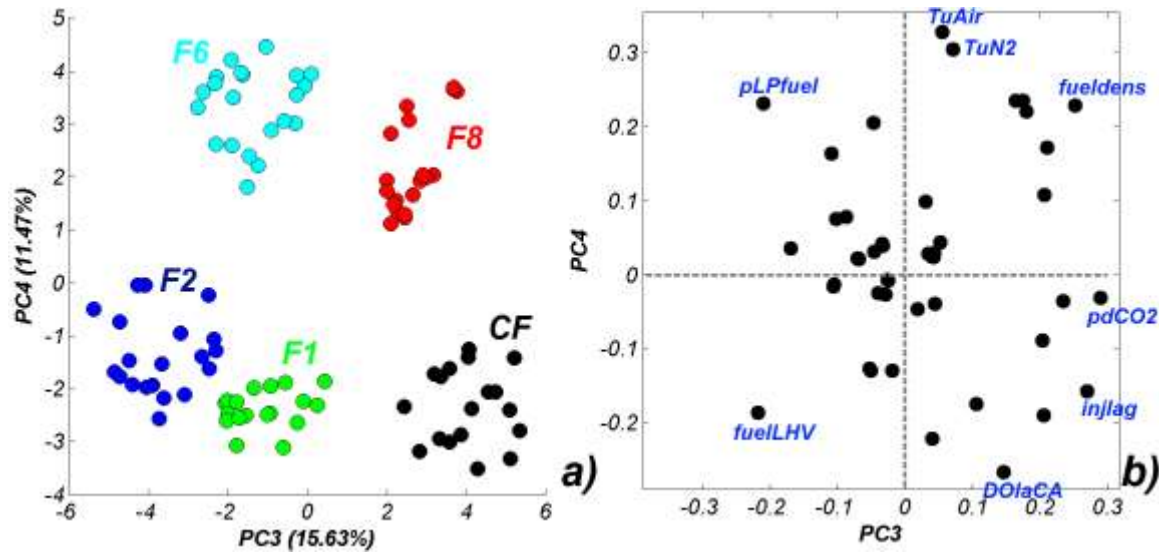 5
4
3
2
1
0
-1
-2
-3
-4
-6 -4 -2 0 2 4 6
PC4 (11.47%)
PC3 (15.63%)
F6
F8
F2
F1
CF
a)
0.3
0.2
0.1
0
-0.1
-0.2
-0.3 -0.2 -0.1 0 0.1 0.2 0.3
PC4
PC3
TuAir
TuN2
pLPfuel
fueldens
pdCO2
injlag
fuelLHV
DOIaCA
b)